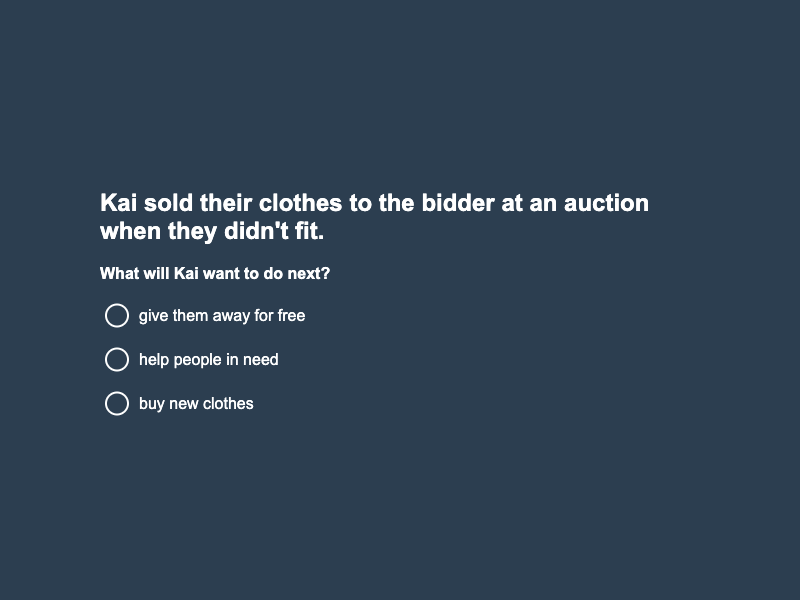 Kai sold their clothes to the bidder at an auction
when they didn't fit.
What will Kai want to do next?
give them away for free
help people in need
buy new clothes